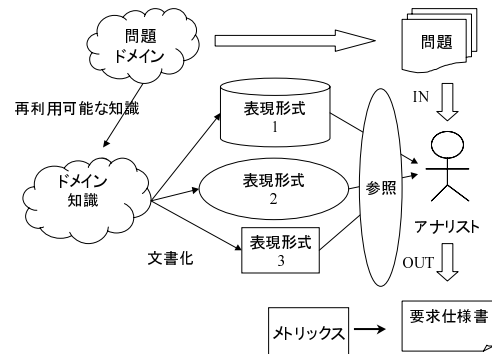 問題
ドメイン
問題
再利用可能な知識
IN
表現形式
1
ドメイン
知識
表現形式
2
参照
アナリスト
文書化
表現形式
3
OUT
メトリックス
要求仕様書